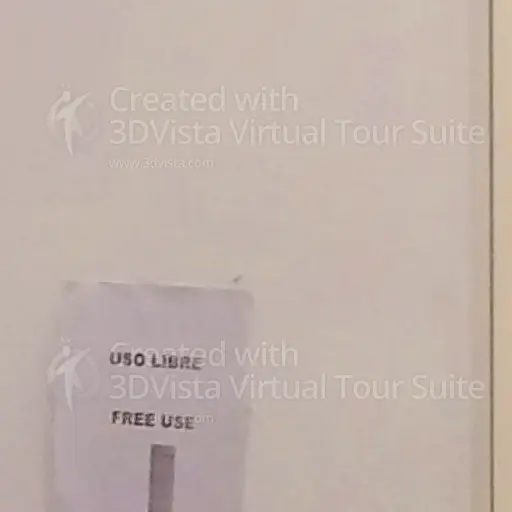 Created with
3DVista Virtual Tour Suite
www.3dvista.com
USO LIBRE
Created with
3DVista Virtual Tour Suite
FREE USE
.com